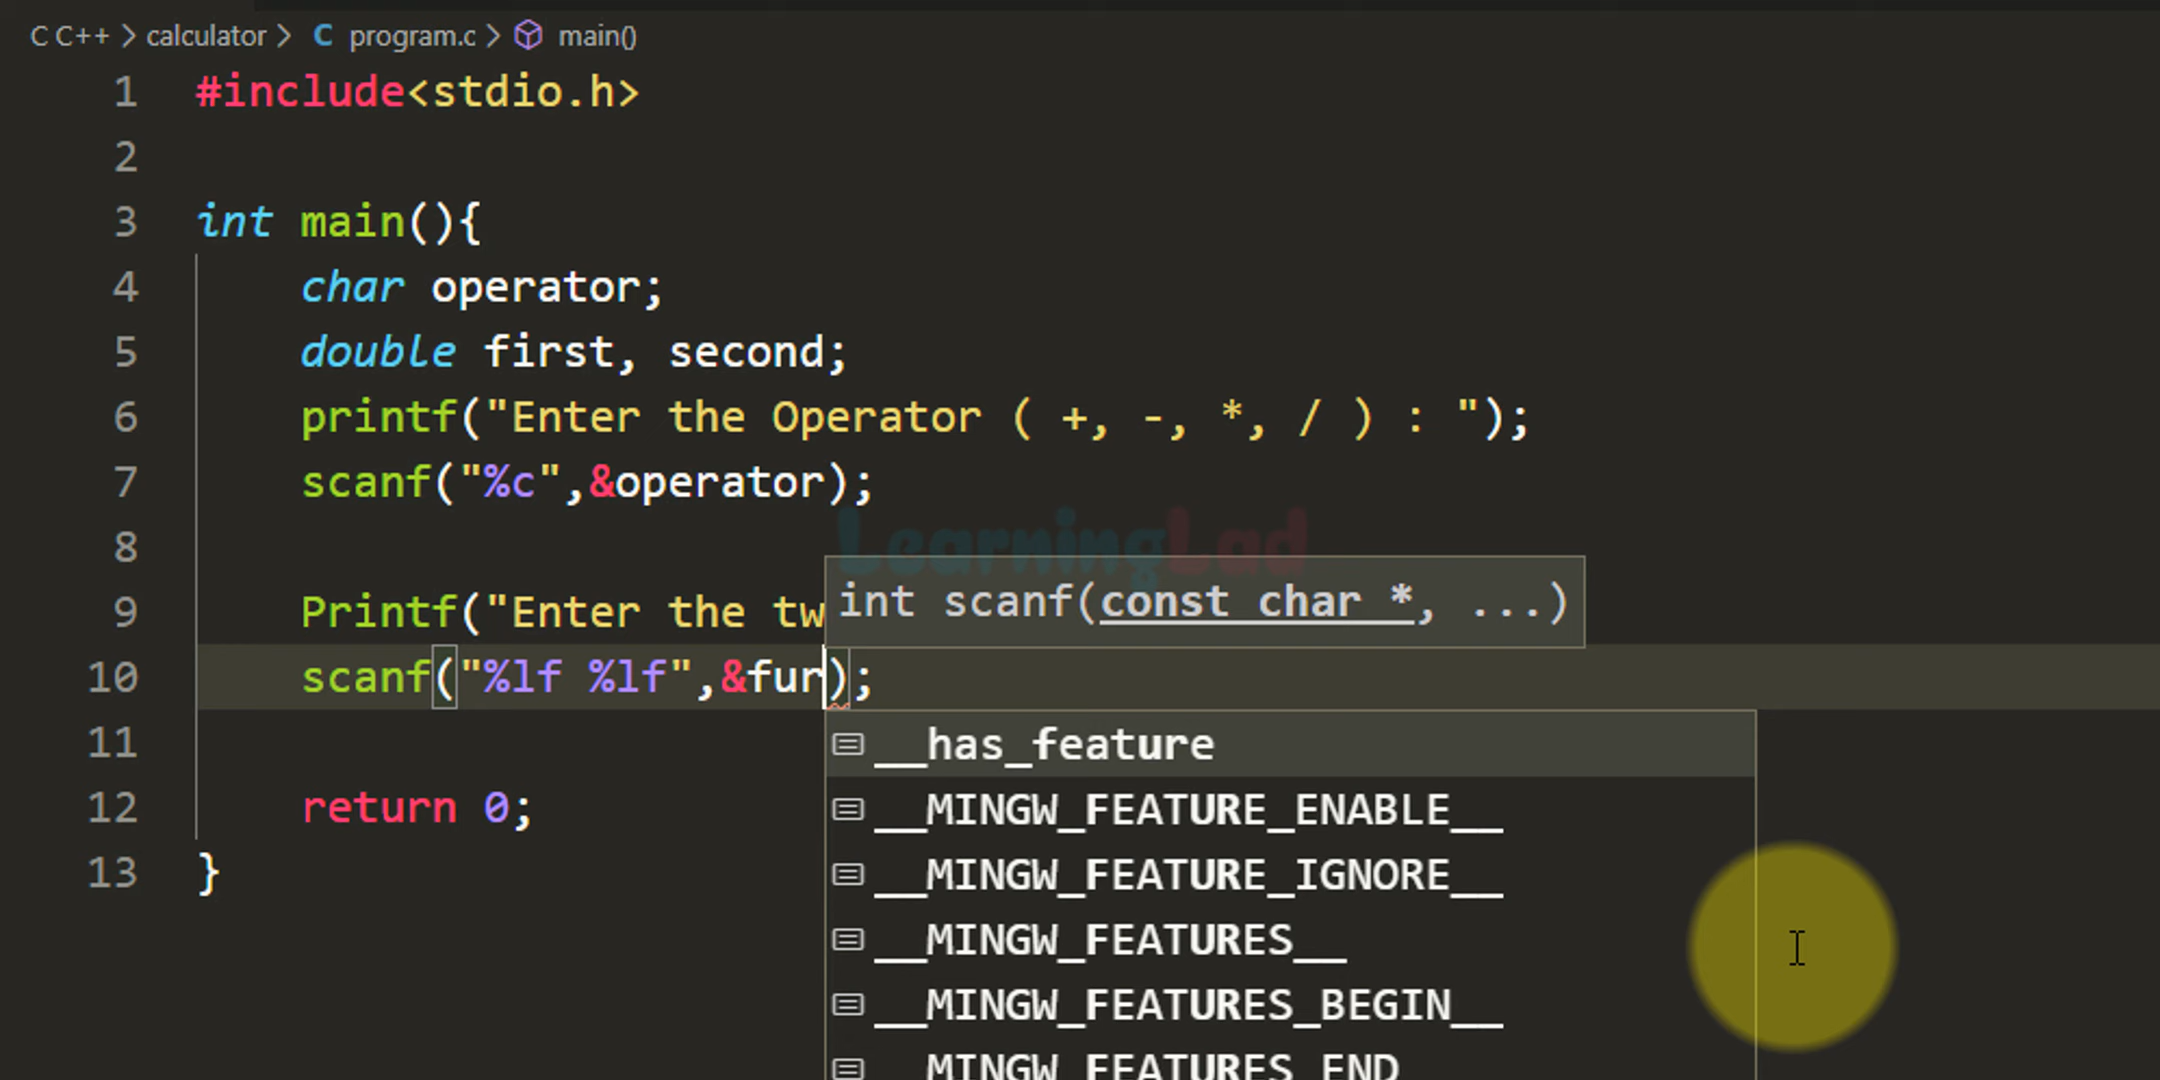 C C++ > calculator > C program.c > main()
1 #include<stdio.h>
2
3 int main(){
4 char operator;
5 double first, second;
6 printf("Enter the Operator ( +, -, *, / ) : ");
7 scanf("%c",&operator);
8
LearningLad
int scanf(const char *, ...)
9 Printf("Enter the tw
10 scanf("%lf %lf",&fur);
11
__has_feature
12 return 0;
__MINGW_FEATURE_ENABLE__
13 }
__MINGW_FEATURE_IGNORE__
__MINGW_FEATURES__
__MINGW_FEATURES_BEGIN__
__MINGW_FEATURES_END